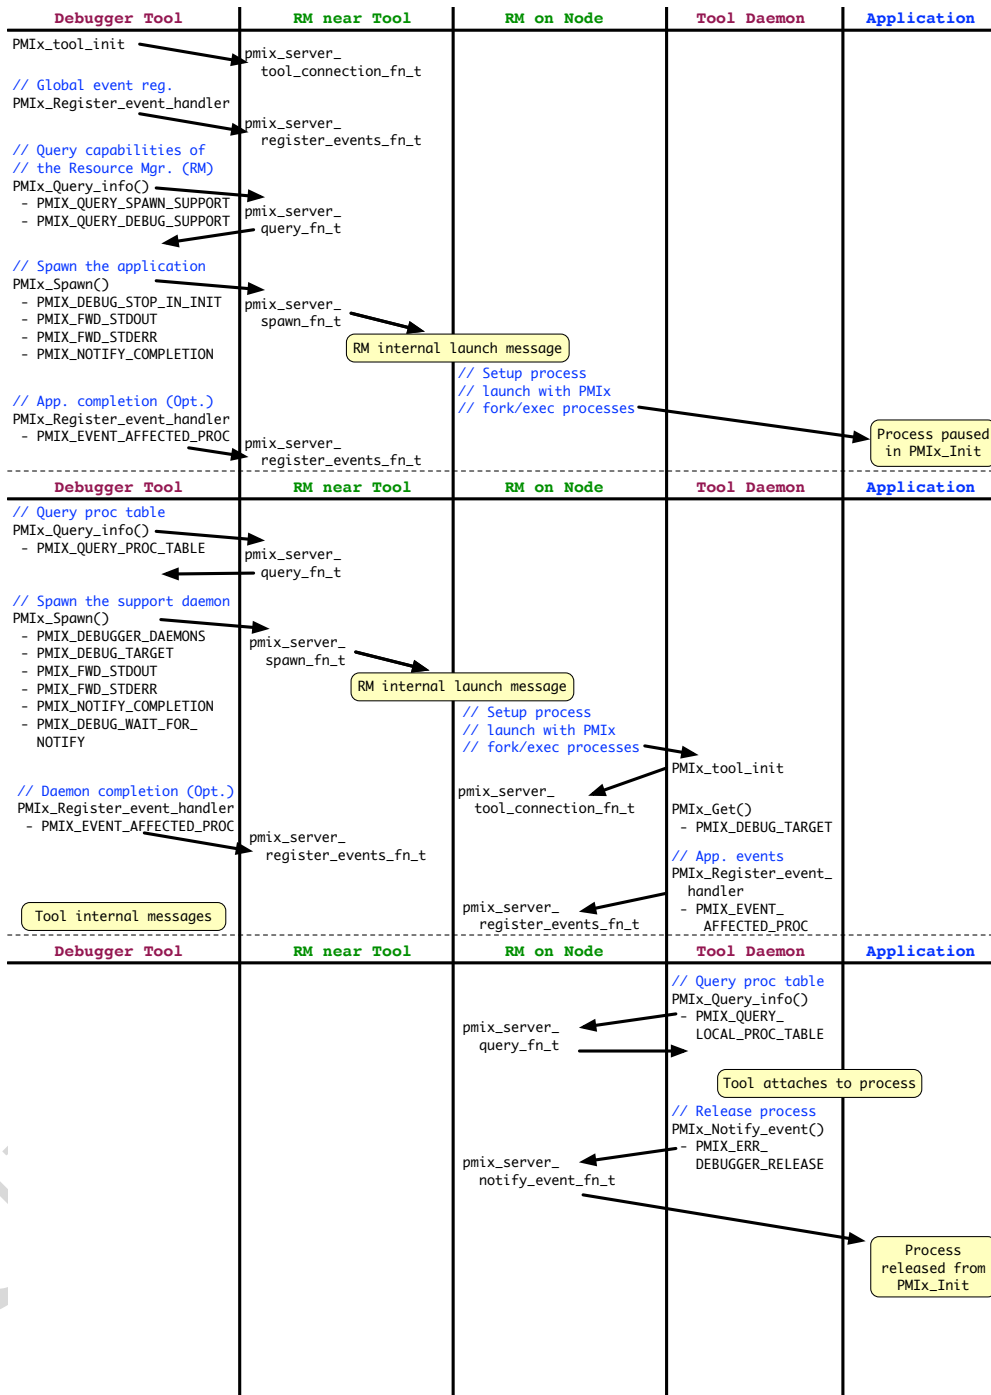 Debugger Tool RM near Tool RM on Node Tool Daemon Application
PMIx_tool_init
pmix_server_
tool_connection_fn_t
// Global event reg.
PMIx_Register_event_handler
pmix_server_
register_events_fn_t
// Query capabilities of
// the Resource Mgr. (RM)
PMIx_Query_info()
- PMIX_QUERY_SPAWN_SUPPORT
- PMIX_QUERY_DEBUG_SUPPORT
pmix_server_
query_fn_t
// Spawn the application
PMIx_Spawn()
- PMIX_DEBUG_STOP_IN_INIT
- PMIX_FWD_STDOUT
- PMIX_FWD_STDERR
- PMIX_NOTIFY_COMPLETION
pmix_server_
spawn_fn_t
RM internal launch message
// Setup process
// launch with PMIx
// fork/exec processes
Process paused
in PMIx_Init
// App. completion (Opt.)
PMIx_Register_event_handler
- PMIX_EVENT_AFFECTED_PROC
pmix_server_
register_events_fn_t
Debugger Tool RM near Tool RM on Node Tool Daemon Application
// Query proc table
PMIx_Query_info()
- PMIX_QUERY_PROC_TABLE
pmix_server_
query_fn_t
// Spawn the support daemon
PMIx_Spawn()
- PMIX_DEBUGGER_DAEMONS
- PMIX_DEBUG_TARGET
- PMIX_FWD_STDOUT
- PMIX_FWD_STDERR
- PMIX_NOTIFY_COMPLETION
- PMIX_DEBUG_WAIT_FOR_
NOTIFY
pmix_server_
spawn_fn_t
RM internal launch message
// Setup process
// launch with PMIx
// fork/exec processes
PMIx_tool_init
pmix_server_
tool_connection_fn_t
PMIx_Get()
- PMIX_DEBUG_TARGET
// Daemon completion (Opt.)
PMIx_Register_event_handler
- PMIX_EVENT_AFFECTED_PROC
pmix_server_
register_events_fn_t
// App. events
PMIx_Register_event_
handler
- PMIX_EVENT_
AFFECTED_PROC
pmix_server_
register_events_fn_t
Tool internal messages
Debugger Tool RM near Tool RM on Node Tool Daemon Application
// Query proc table
PMIx_Query_info()
- PMIX_QUERY_
LOCAL_PROC_TABLE
pmix_server_
query_fn_t
Tool attaches to process
// Release process
PMIx_Notify_event()
- PMIX_ERR_
DEBUGGER_RELEASE
pmix_server_
notify_event_fn_t
Process
released from
PMIx_Init